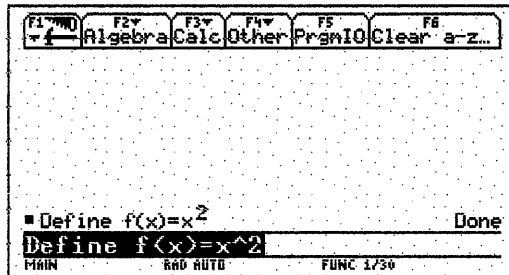 F1 F2▾ F3▾ F4▾ F5 F6
Algebra Calc Other PrgmIO Clear a-z…
▪Define f(x)=x² Done
Define f(x)=x^2
MAIN RAD AUTO FUNC 1/30